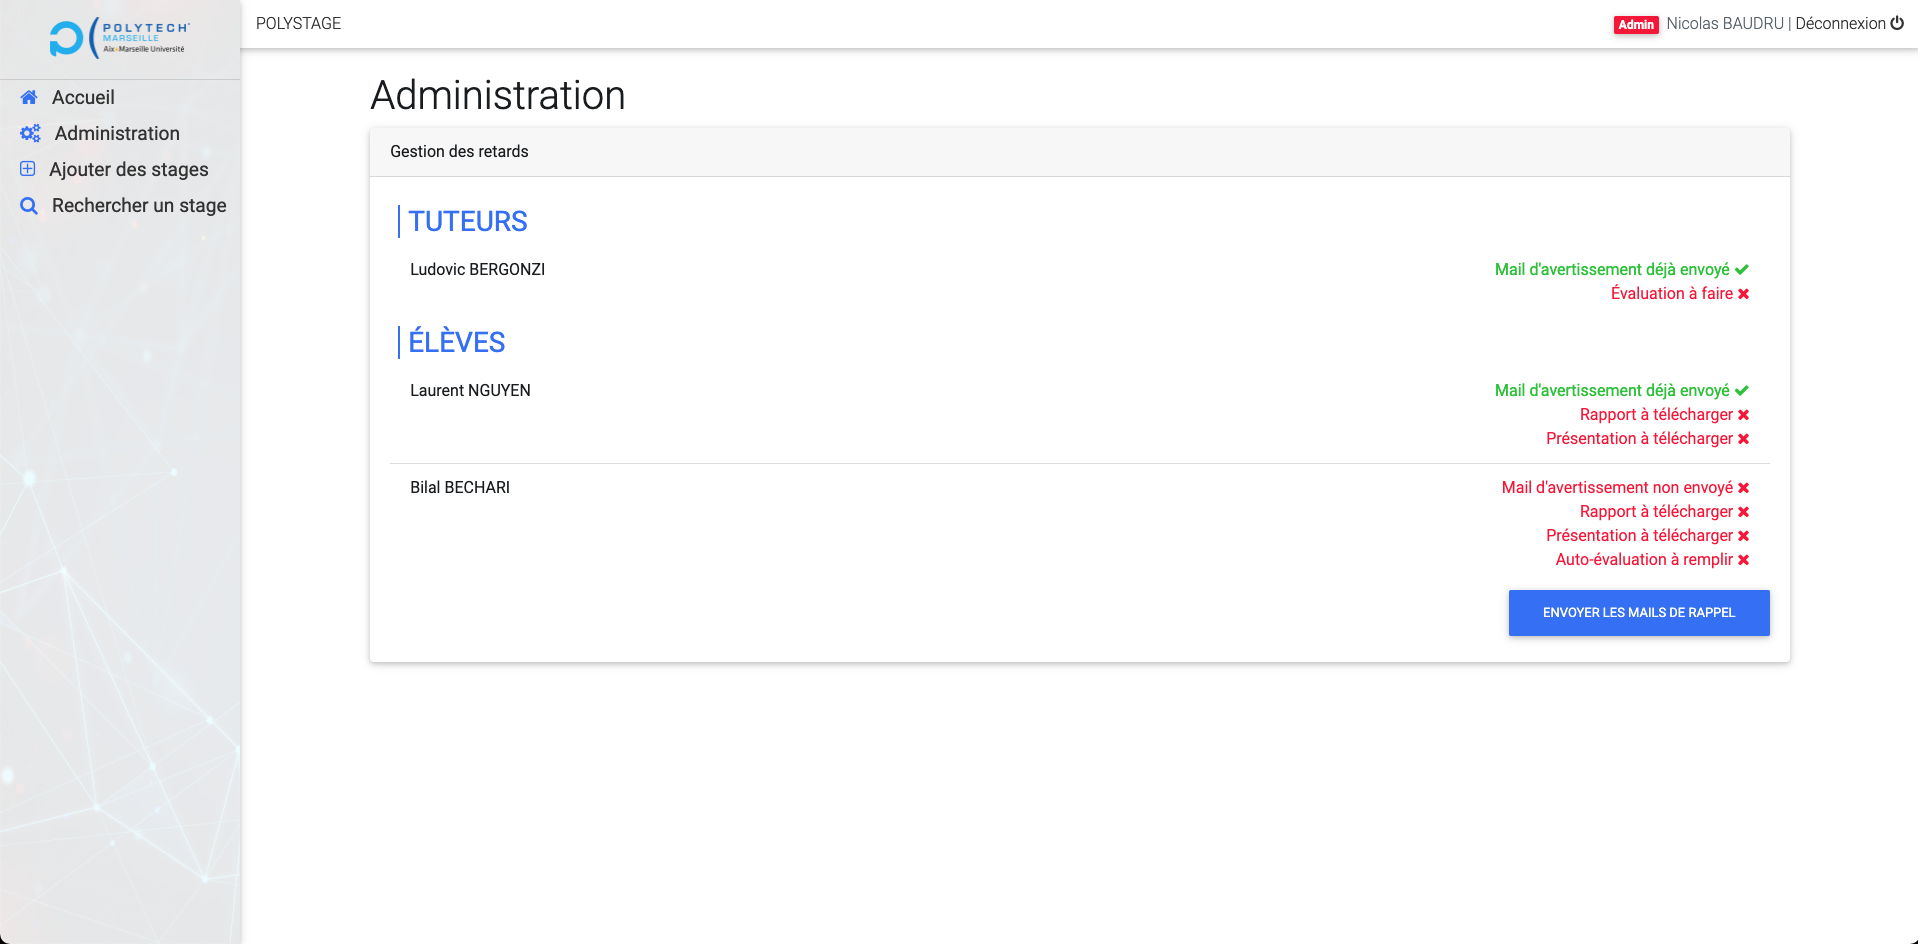 POLYTECH
MARSEILLE
Aix*Marseille Université
POLYSTAGE
Admin Nicolas BAUDRU | Déconnexion
Accueil
Administration
Ajouter des stages
Rechercher un stage
Administration
Gestion des retards
TUTEURS
Ludovic BERGONZI
Mail d'avertissement déjà envoyé
Évaluation à faire
ÉLÈVES
Laurent NGUYEN
Mail d'avertissement déjà envoyé
Rapport à télécharger
Présentation à télécharger
Bilal BECHARI
Mail d'avertissement non envoyé
Rapport à télécharger
Présentation à télécharger
Auto-évaluation à remplir
ENVOYER LES MAILS DE RAPPEL